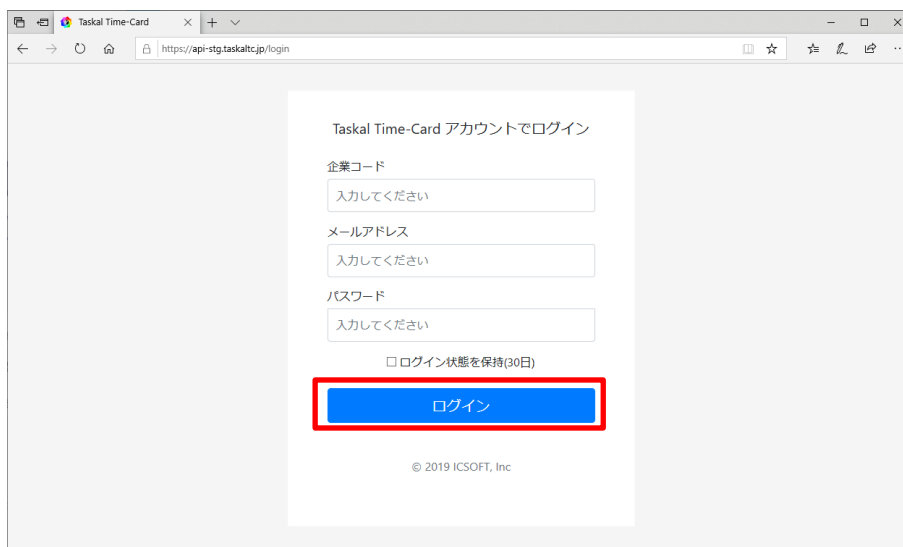 Taskal Time-Card
https://api-stg.taskaltc.jp/login
Taskal Time-Card アカウントでログイン
企業コード
入力してください
メールアドレス
入力してください
パスワード
入力してください
ログイン状態を保持(30日)
ログイン
© 2019 ICSOFT, Inc